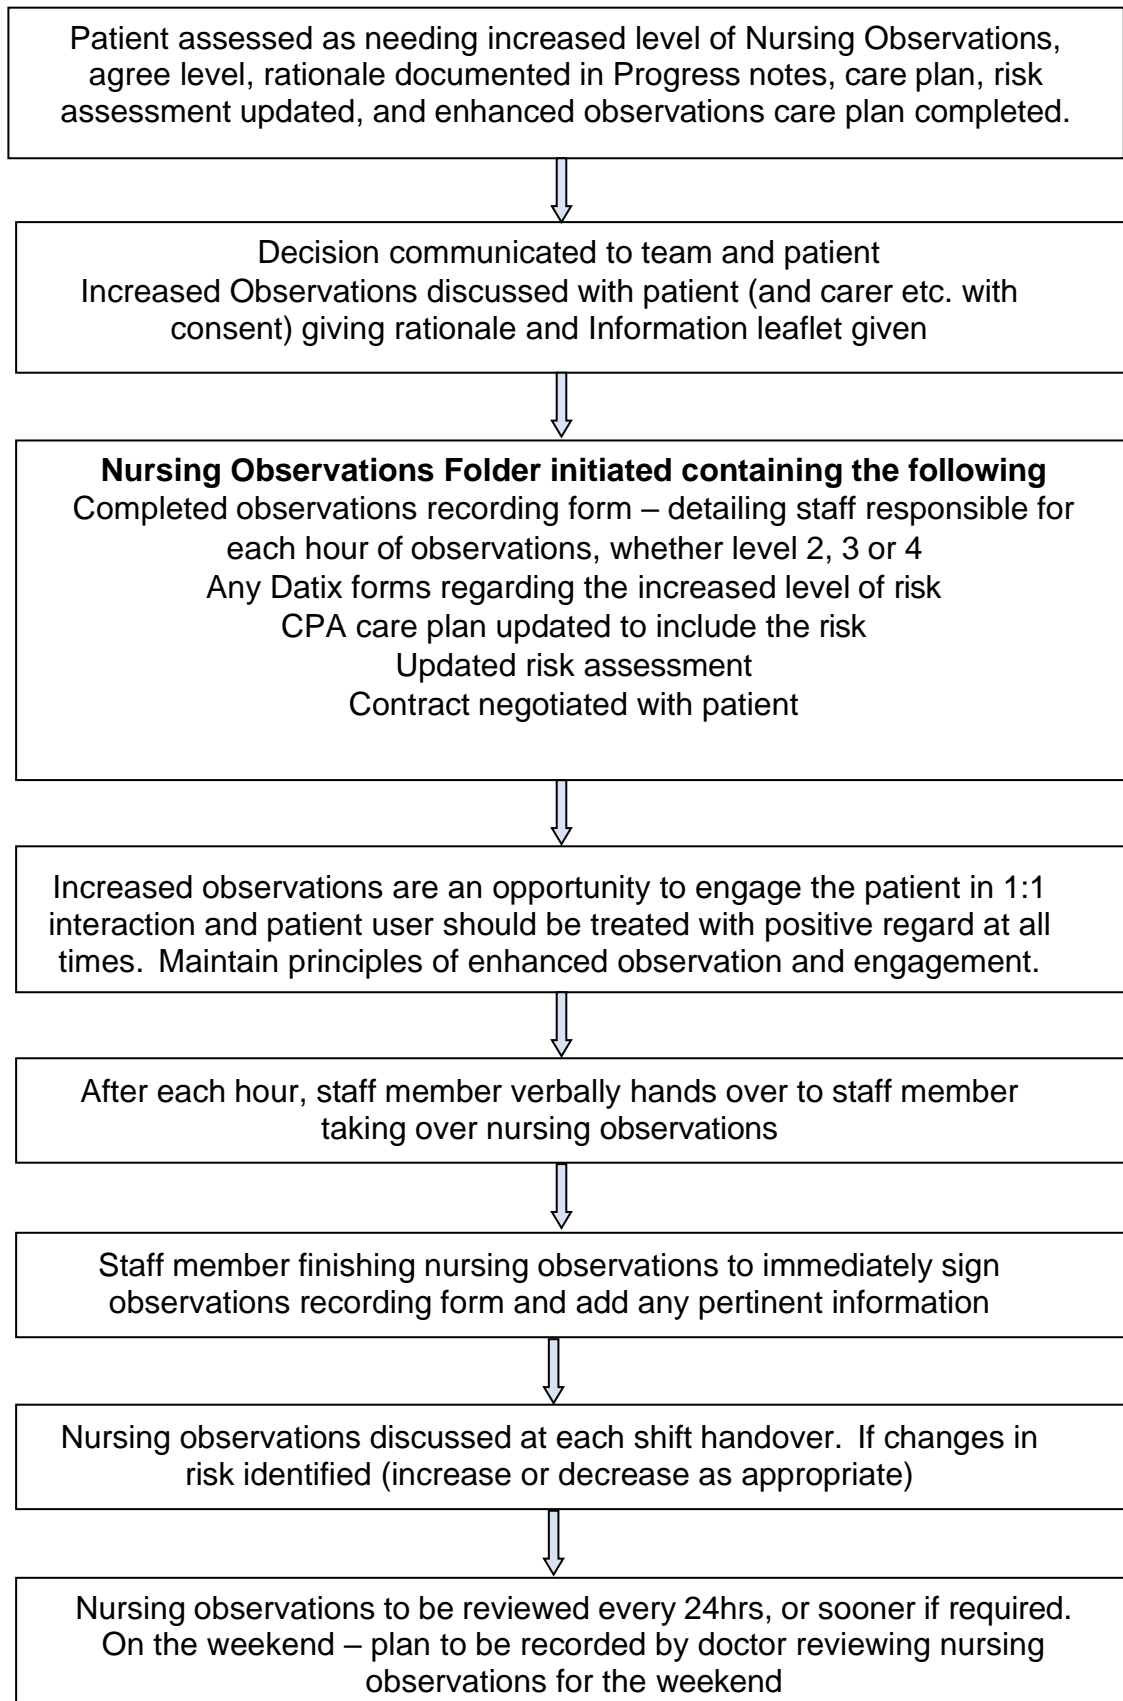 Patient assessed as needing increased level of Nursing Observations,
agree level, rationale documented in Progress notes, care plan, risk
assessment updated, and enhanced observations care plan completed.
Decision communicated to team and patient
Increased Observations discussed with patient (and carer etc. with
consent) giving rationale and Information leaflet given
Nursing Observations Folder initiated containing the following
Completed observations recording form – detailing staff responsible for
each hour of observations, whether level 2, 3 or 4
Any Datix forms regarding the increased level of risk
CPA care plan updated to include the risk
Updated risk assessment
Contract negotiated with patient
Increased observations are an opportunity to engage the patient in 1:1
interaction and patient user should be treated with positive regard at all
times.  Maintain principles of enhanced observation and engagement.
After each hour, staff member verbally hands over to staff member
taking over nursing observations
Staff member finishing nursing observations to immediately sign
observations recording form and add any pertinent information
Nursing observations discussed at each shift handover.  If changes in
risk identified (increase or decrease as appropriate)
Nursing observations to be reviewed every 24hrs, or sooner if required.
On the weekend – plan to be recorded by doctor reviewing nursing
observations for the weekend